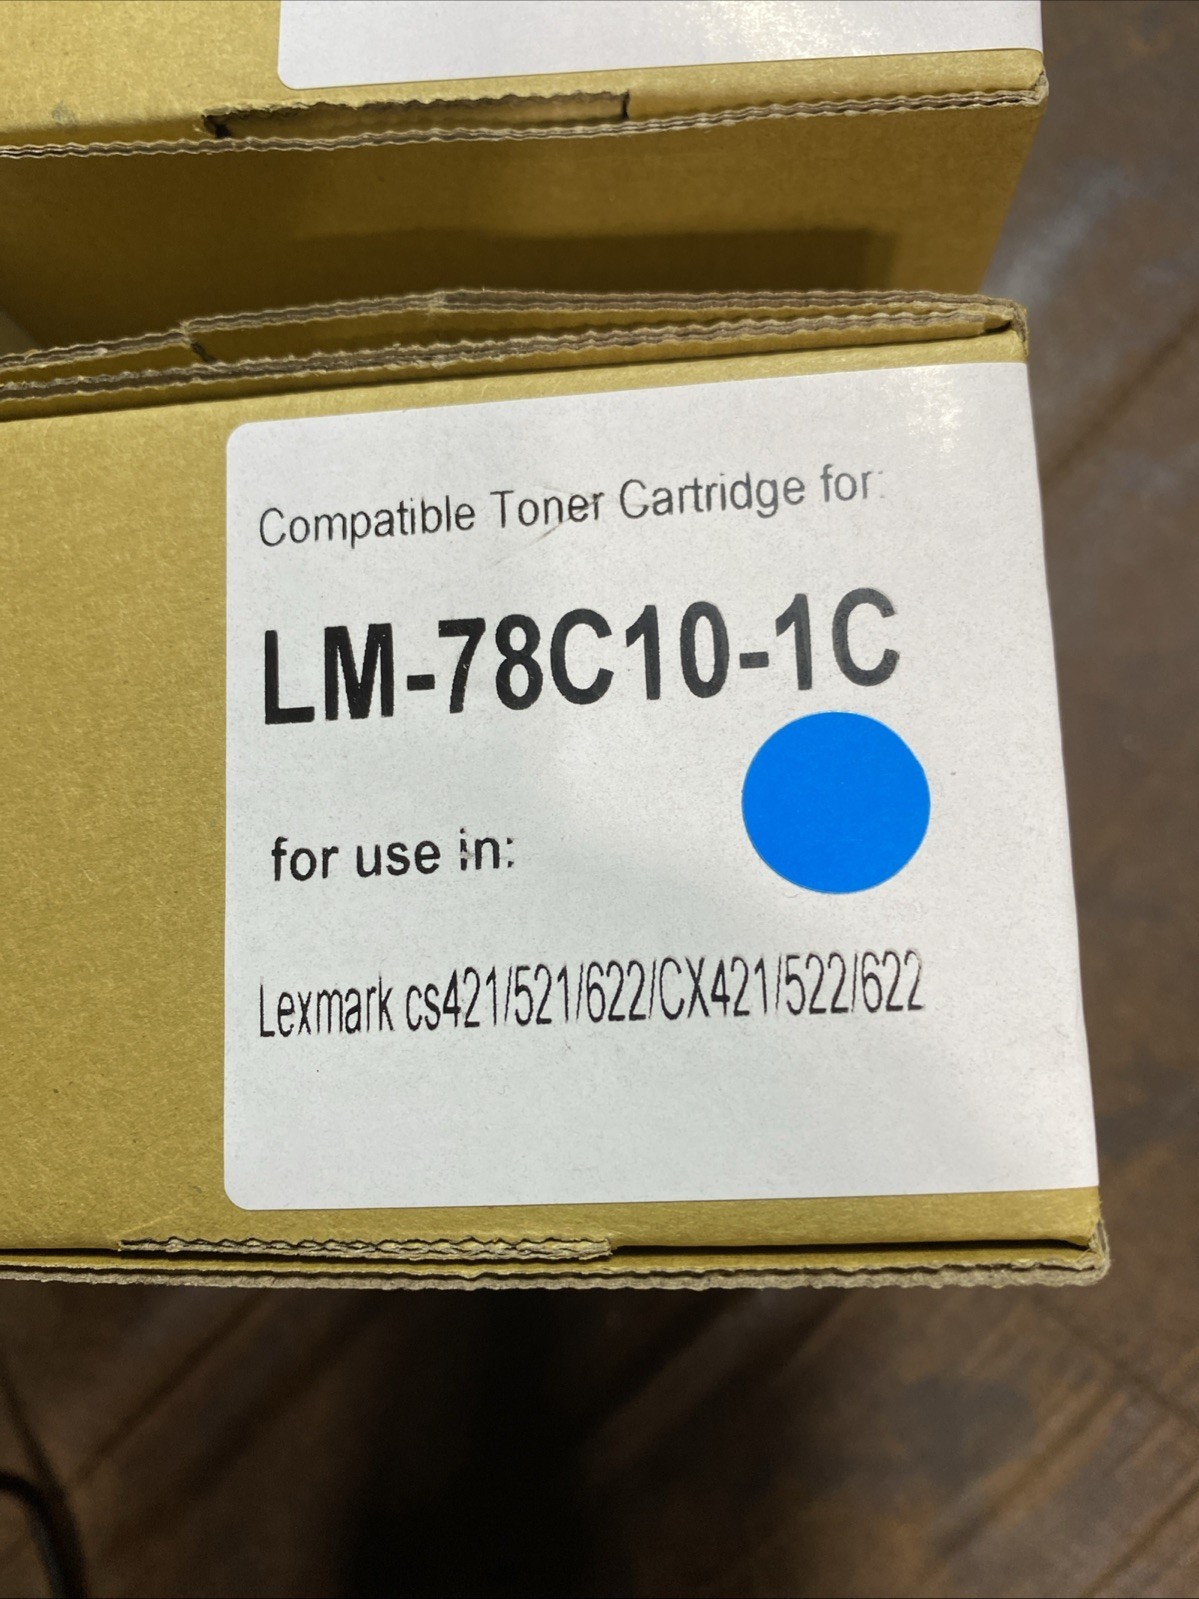 Compatible Toner Cartridge for:
LM-78C10-1C
for use in:
Lexmark cs421/521/622/CX421/522/622